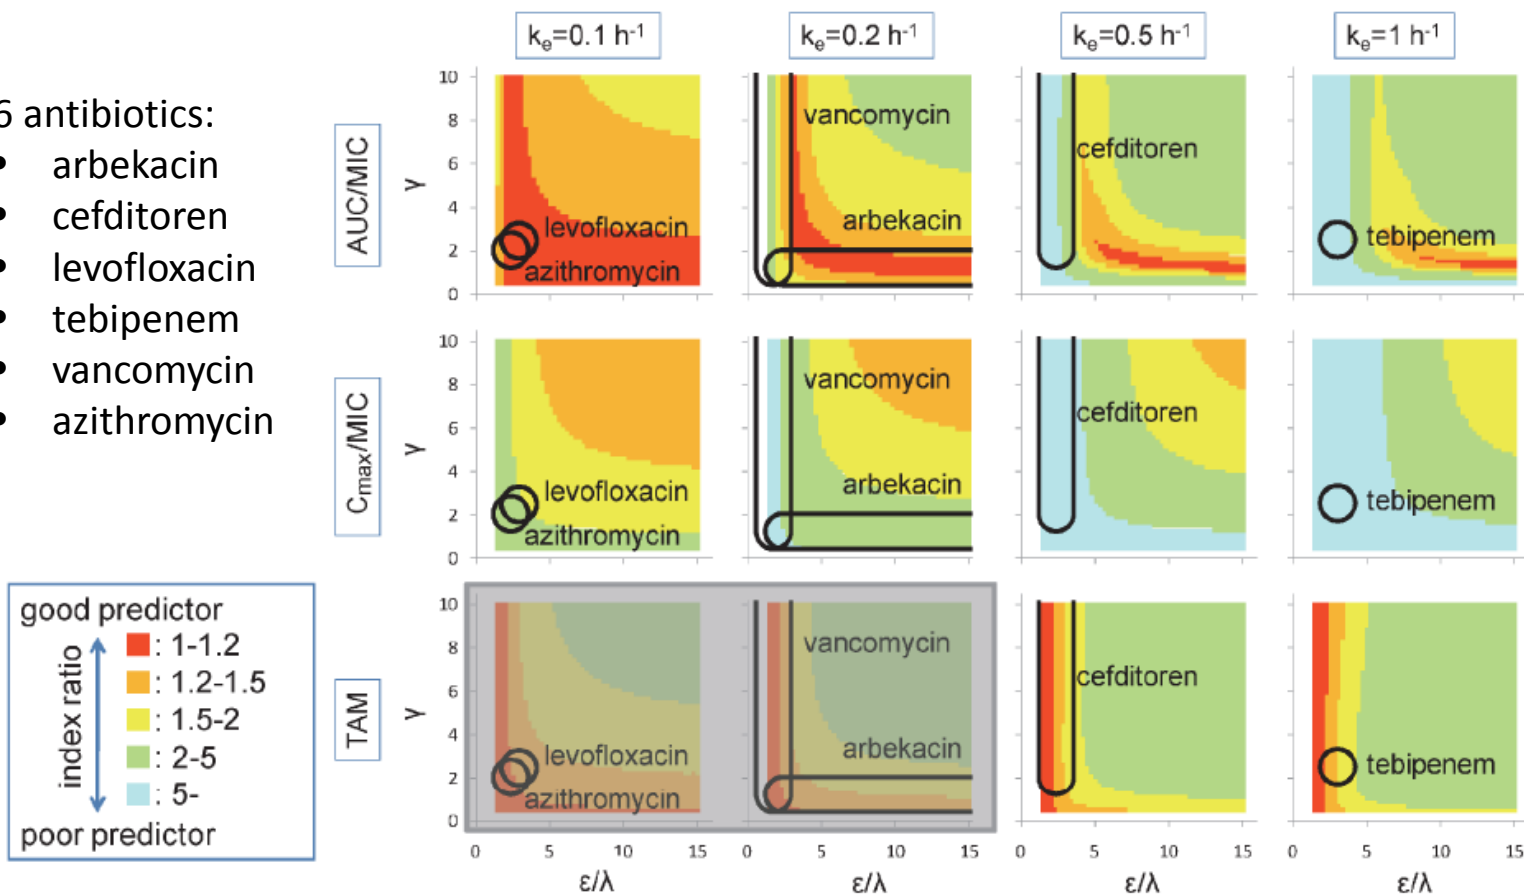 kₑ=0.1 h⁻¹
kₑ=0.2 h⁻¹
kₑ=0.5 h⁻¹
kₑ=1 h⁻¹
6 antibiotics:
• arbekacin
• cefditoren
• levofloxacin
• tebipenem
• vancomycin
• azithromycin
AUC/MIC
γ
10
8
6
4
2
0
levofloxacin
azithromycin
vancomycin
arbekacin
cefditoren
tebipenem
Cmax/MIC
γ
10
8
6
4
2
0
levofloxacin
azithromycin
vancomycin
arbekacin
cefditoren
tebipenem
TAM
γ
10
8
6
4
2
0
levofloxacin
azithromycin
vancomycin
arbekacin
cefditoren
tebipenem
0 5 10 15
0 5 10 15
0 5 10 15
0 5 10 15
ε/λ
ε/λ
ε/λ
ε/λ
good predictor
index ratio
: 1-1.2
: 1.2-1.5
: 1.5-2
: 2-5
: 5-
poor predictor